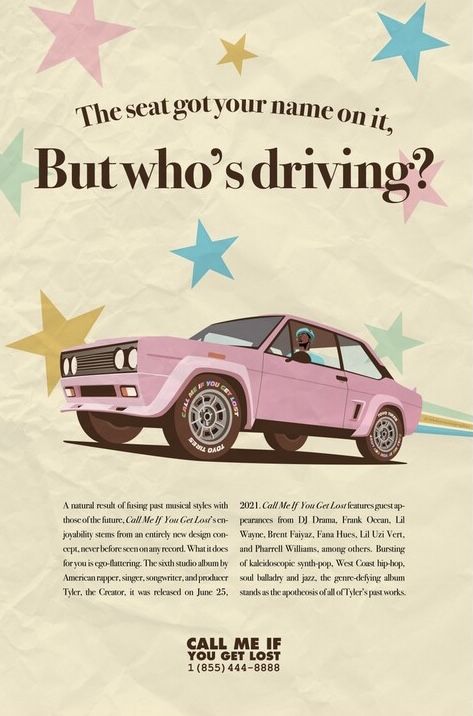 The seat got your name on it,
But who's driving?
CALL ME IF YOU GET LOST
TOYO TIRES
TOYO TIRES
A natural result of fusing past musical styles with
those of the future, Call Me If You Get Lost's en-
joyability stems from an entirely new design con-
cept, never before seen on any record. What it does
for you is ego-flattering. The sixth studio album by
American rapper, singer, songwriter, and producer
Tyler, the Creator, it was released on June 25,
2021. Call Me If You Get Lost features guest ap-
pearances from DJ Drama, Frank Ocean, Lil
Wayne, Brent Faiyaz, Fana Hues, Lil Uzi Vert,
and Pharrell Williams, among others. Bursting
of kaleidoscopic synth-pop, West Coast hip-hop,
soul balladry and jazz, the genre-defying album
stands as the apotheosis of all of Tyler's past works.
CALL ME IF
YOU GET LOST
1 (855) 444-8888